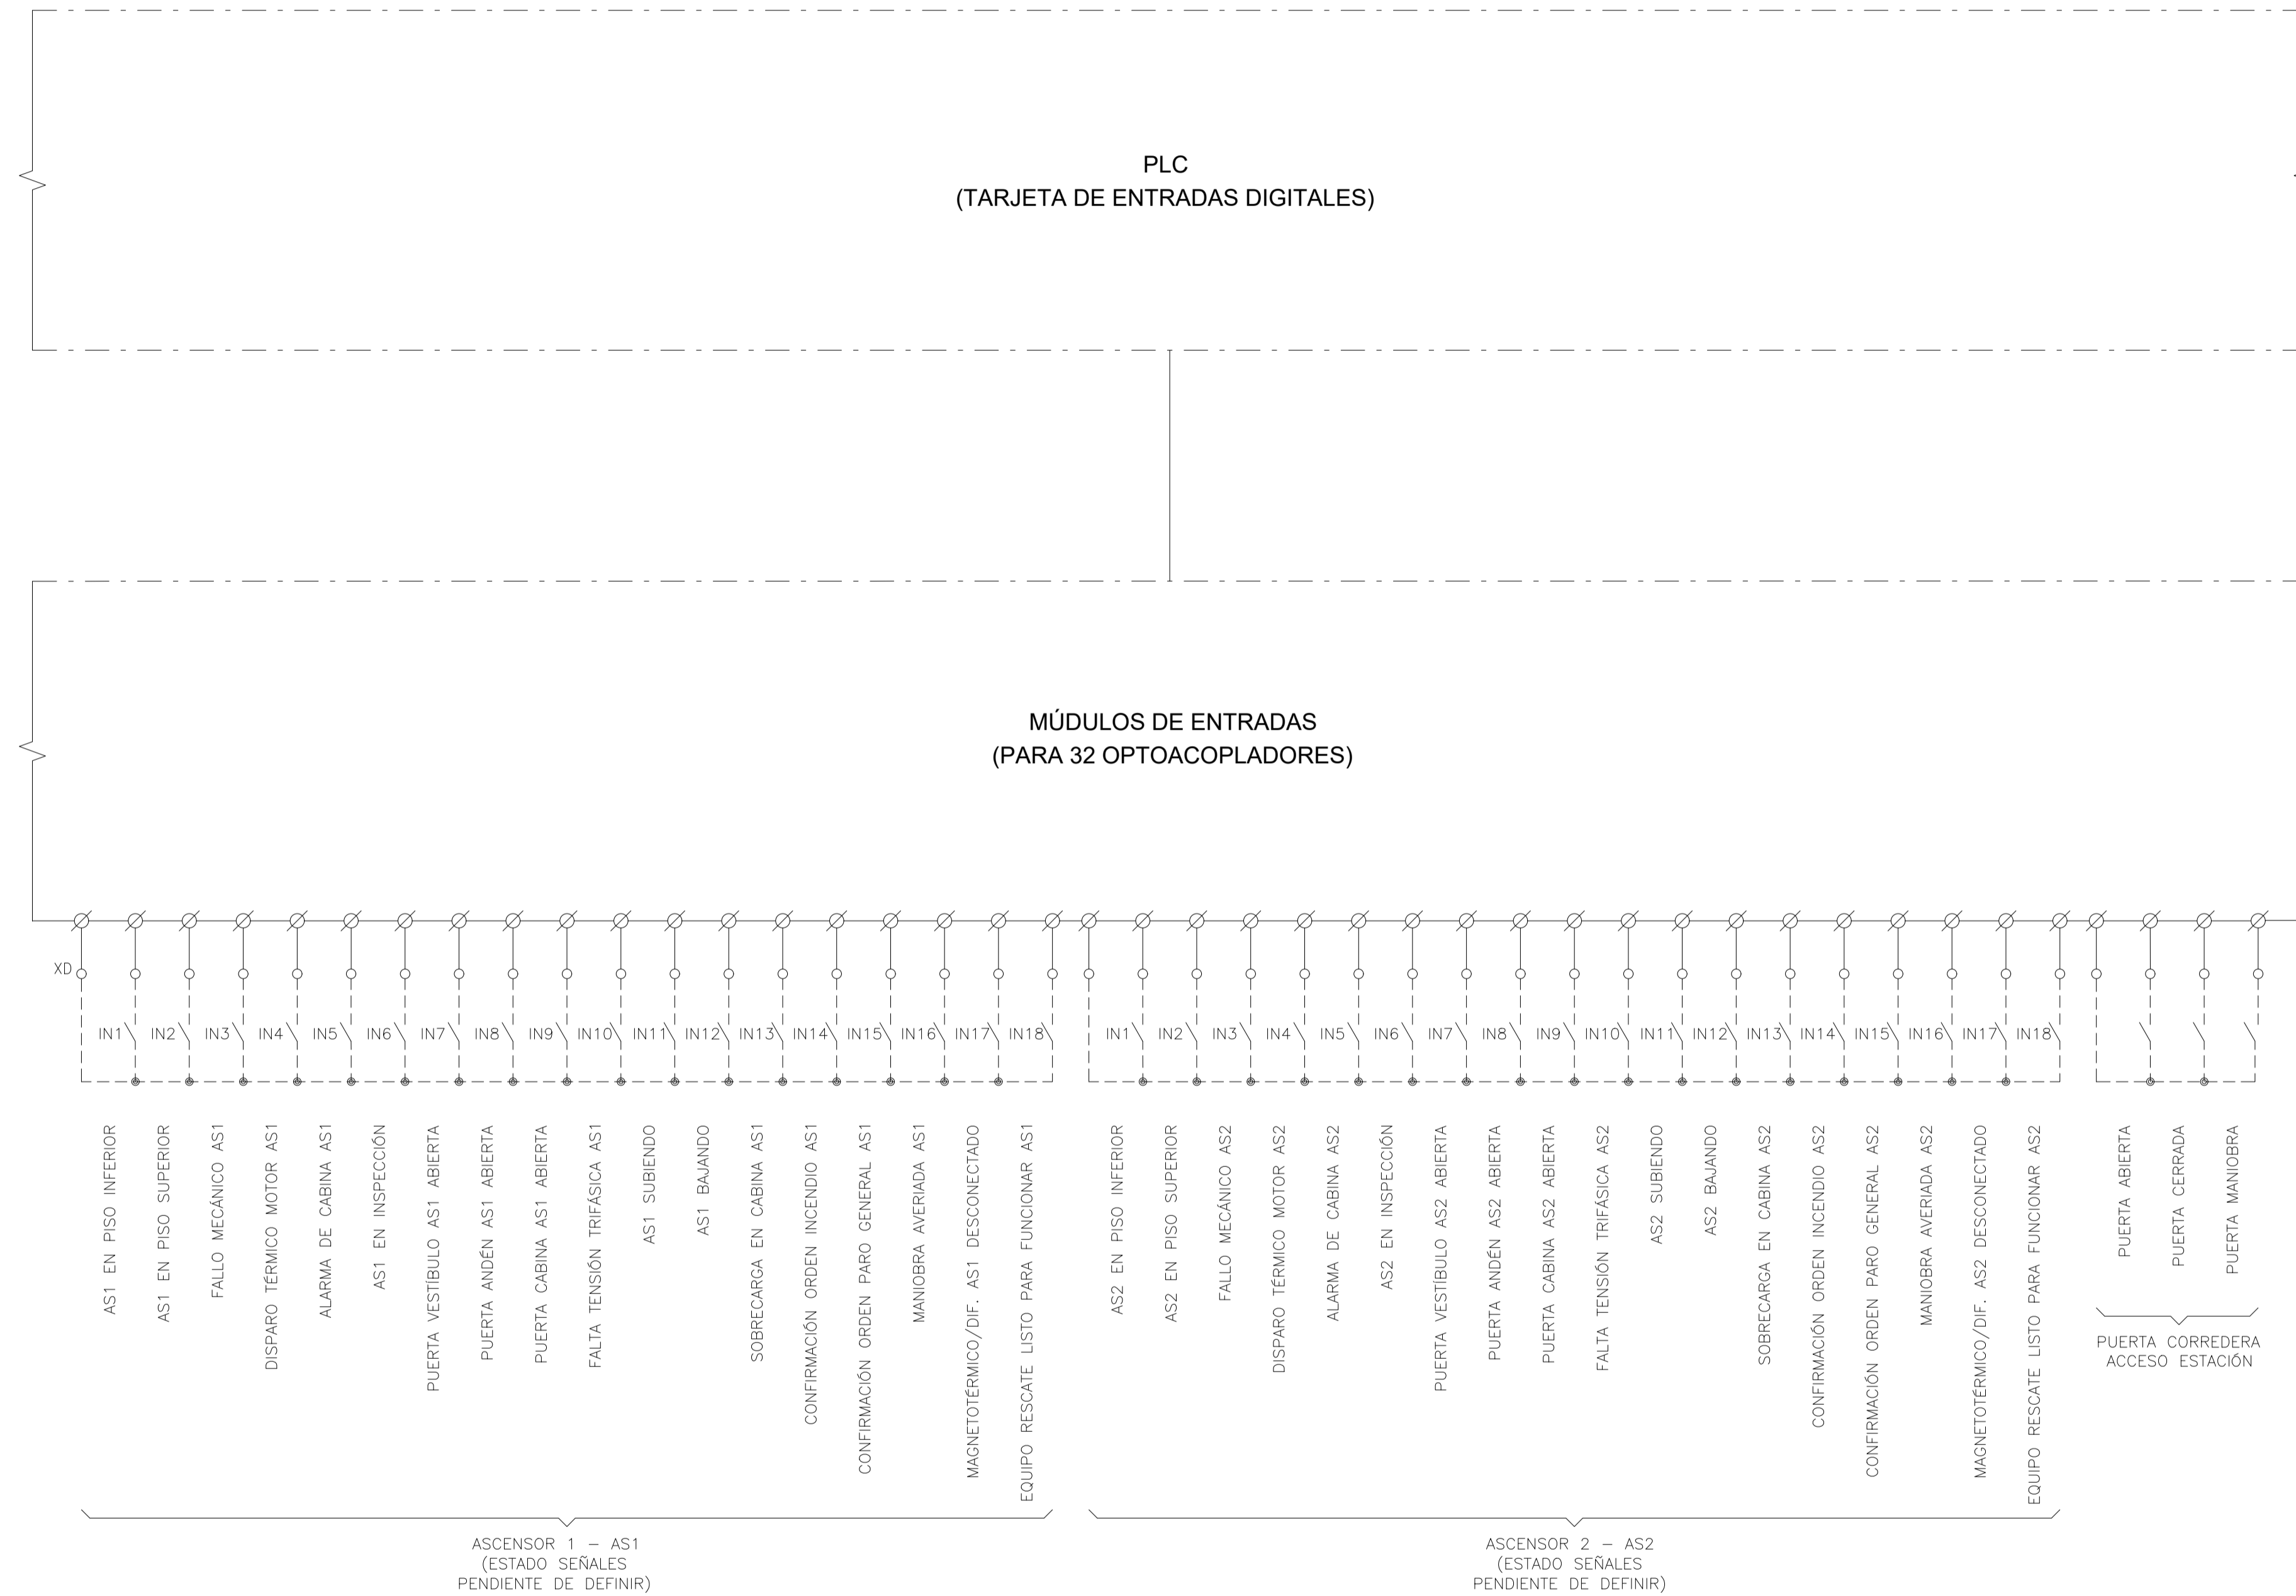 PLC
(TARJETA DE ENTRADAS DIGITALES)
MÚDULOS DE ENTRADAS
(PARA 32 OPTOACOPLADORES)
XD
IN1
IN2
IN3
IN4
IN5
IN6
IN7
IN8
IN9
IN10
IN11
IN12
IN13
IN14
IN15
IN16
IN17
IN18
IN1
IN2
IN3
IN4
IN5
IN6
IN7
IN8
IN9
IN10
IN11
IN12
IN13
IN14
IN15
IN16
IN17
IN18
AS1 EN PISO INFERIOR
AS1 EN PISO SUPERIOR
FALLO MECÁNICO AS1
DISPARO TÉRMICO MOTOR AS1
ALARMA DE CABINA AS1
AS1 EN INSPECCIÓN
PUERTA VESTÍBULO AS1 ABIERTA
PUERTA ANDÉN AS1 ABIERTA
PUERTA CABINA AS1 ABIERTA
FALTA TENSIÓN TRIFÁSICA AS1
AS1 SUBIENDO
AS1 BAJANDO
SOBRECARGA EN CABINA AS1
CONFIRMACIÓN ORDEN INCENDIO AS1
CONFIRMACIÓN ORDEN PARO GENERAL AS1
MANIOBRA AVERIADA AS1
MAGNETOTÉRMICO/DIF. AS1 DESCONECTADO
EQUIPO RESCATE LISTO PARA FUNCIONAR AS1
AS2 EN PISO INFERIOR
AS2 EN PISO SUPERIOR
FALLO MECÁNICO AS2
DISPARO TÉRMICO MOTOR AS2
ALARMA DE CABINA AS2
AS2 EN INSPECCIÓN
PUERTA VESTÍBULO AS2 ABIERTA
PUERTA ANDÉN AS2 ABIERTA
PUERTA CABINA AS2 ABIERTA
FALTA TENSIÓN TRIFÁSICA AS2
AS2 SUBIENDO
AS2 BAJANDO
SOBRECARGA EN CABINA AS2
CONFIRMACIÓN ORDEN INCENDIO AS2
CONFIRMACIÓN ORDEN PARO GENERAL AS2
MANIOBRA AVERIADA AS2
MAGNETOTÉRMICO/DIF. AS2 DESCONECTADO
EQUIPO RESCATE LISTO PARA FUNCIONAR AS2
PUERTA ABIERTA
PUERTA CERRADA
PUERTA MANIOBRA
PUERTA CORREDERA
ACCESO ESTACIÓN
ASCENSOR 1 – AS1
(ESTADO SEÑALES
PENDIENTE DE DEFINIR)
ASCENSOR 2 – AS2
(ESTADO SEÑALES
PENDIENTE DE DEFINIR)